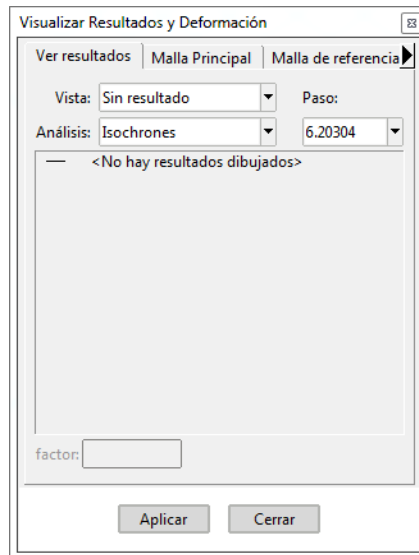 Visualizar Resultados y Deformación
Ver resultados Malla Principal Malla de referencia
Vista: Sin resultado Paso:
Análisis: Isochrones 6.20304
<No hay resultados dibujados>
factor:
Aplicar Cerrar